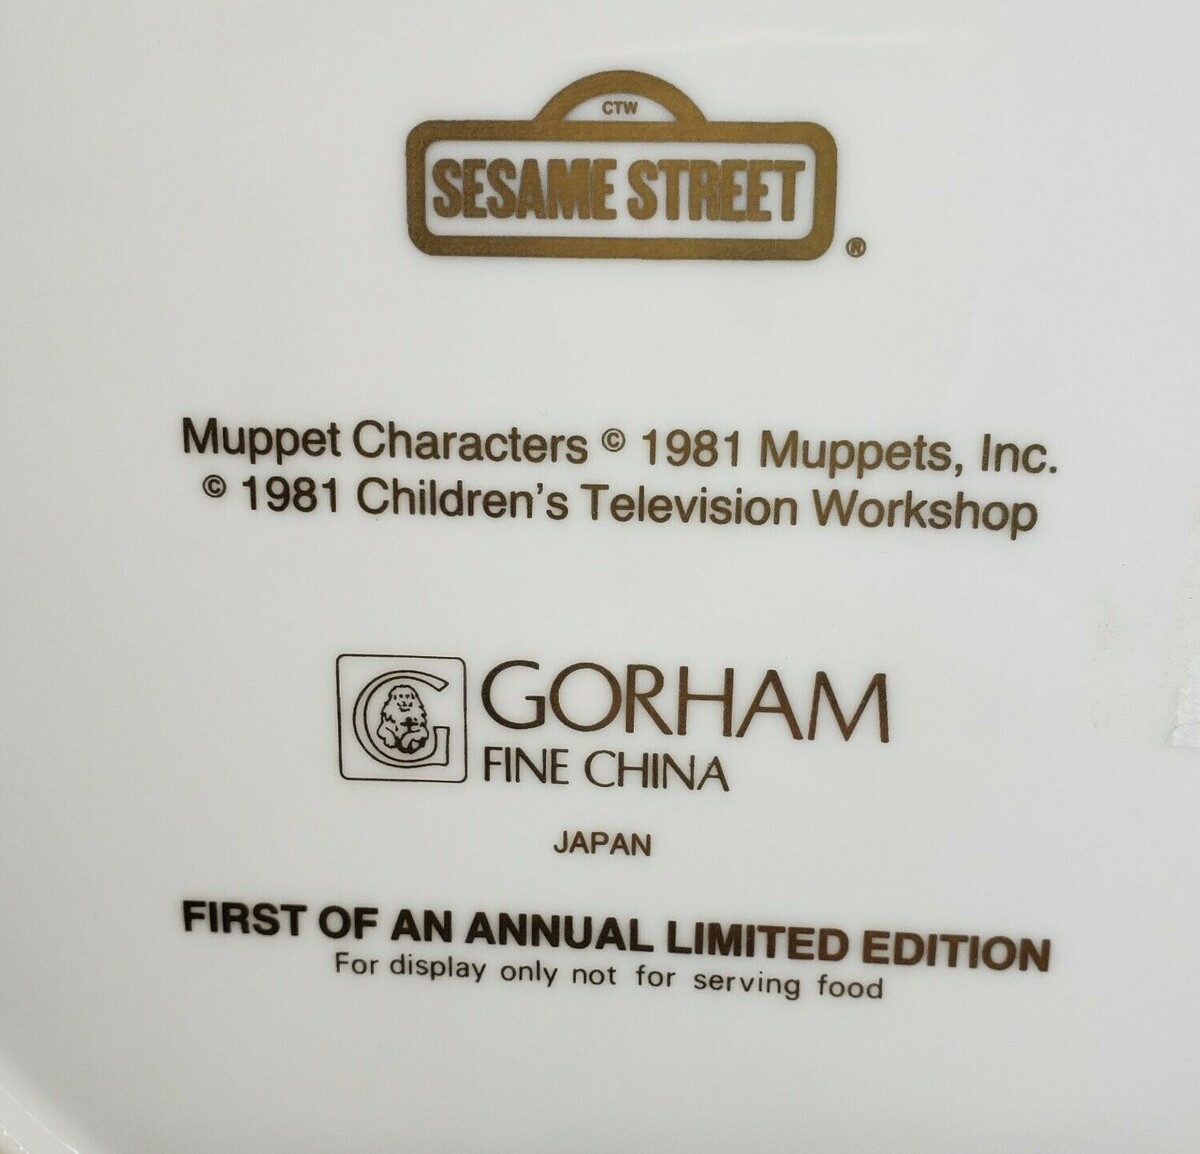 CTW
SESAME STREET ®
Muppet Characters © 1981 Muppets, Inc.
© 1981 Children's Television Workshop
G GORHAM
FINE CHINA
JAPAN
FIRST OF AN ANNUAL LIMITED EDITION
For display only not for serving food